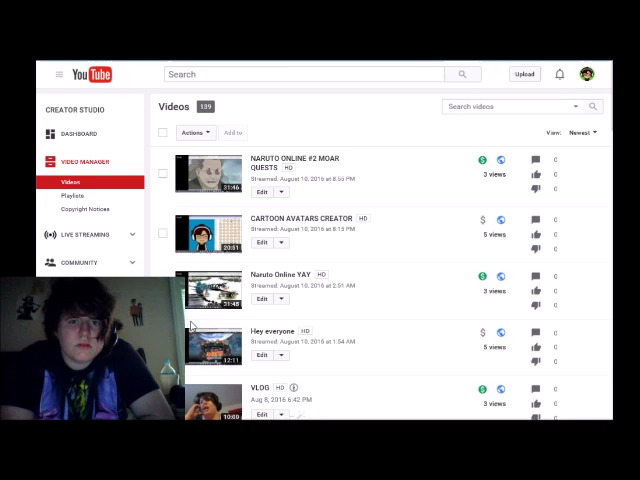 YouTube
Search
Upload
CREATOR STUDIO
Videos 139
Search videos
DASHBOARD
Actions
Add to
View: Newest
VIDEO MANAGER
Videos
Playlists
Copyright Notices
LIVE STREAMING
COMMUNITY
NARUTO ONLINE #2 MOAR
QUESTS HD
Streamed: August 10, 2016 at 8:55 PM
Edit
31:46
3 views
0
0
0
CARTOON AVATARS CREATOR HD
Streamed: August 10, 2016 at 8:15 PM
Edit
20:51
5 views
0
0
0
Naruto Online YAY HD
Streamed: August 10, 2016 at 2:51 AM
Edit
31:45
3 views
0
0
0
Hey everyone HD
Streamed: August 10, 2016 at 1:54 AM
Edit
12:11
5 views
0
0
0
VLOG HD
Aug 8, 2016 6:42 PM
Edit
10:00
3 views
0
0
0